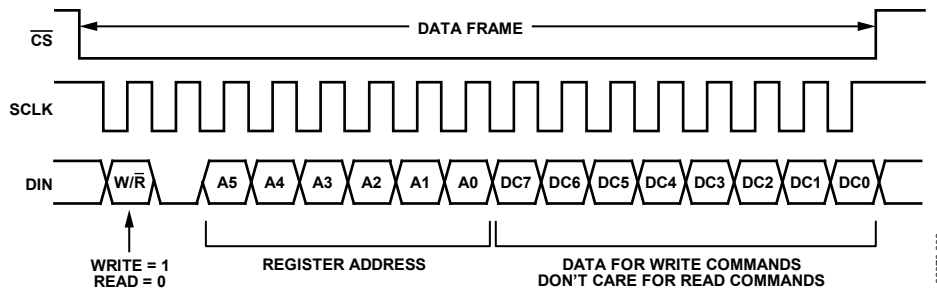 DATA FRAME
CS
SCLK
DIN
W/R
A5 A4 A3 A2 A1 A0 DC7 DC6 DC5 DC4 DC3 DC2 DC1 DC0
WRITE = 1
READ = 0
REGISTER ADDRESS
DATA FOR WRITE COMMANDS
DON'T CARE FOR READ COMMANDS